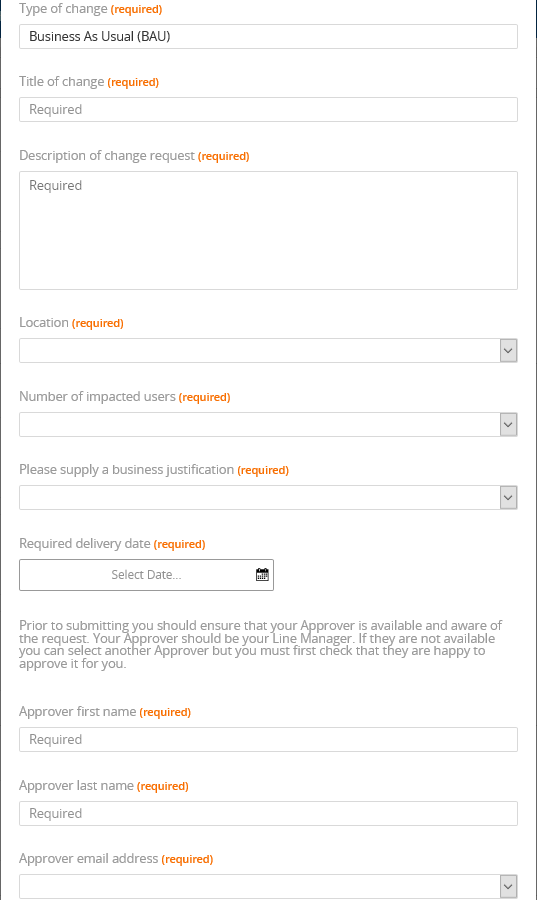 Type of change (required)
Business As Usual (BAU)
Title of change (required)
Required
Description of change request (required)
Required
Location (required)
Number of impacted users (required)
Please supply a business justification (required)
Required delivery date (required)
Select Date...
Prior to submitting you should ensure that your Approver is available and aware of
the request. Your Approver should be your Line Manager. If they are not available
you can select another Approver but you must first check that they are happy to
approve it for you.
Approver first name (required)
Required
Approver last name (required)
Required
Approver email address (required)